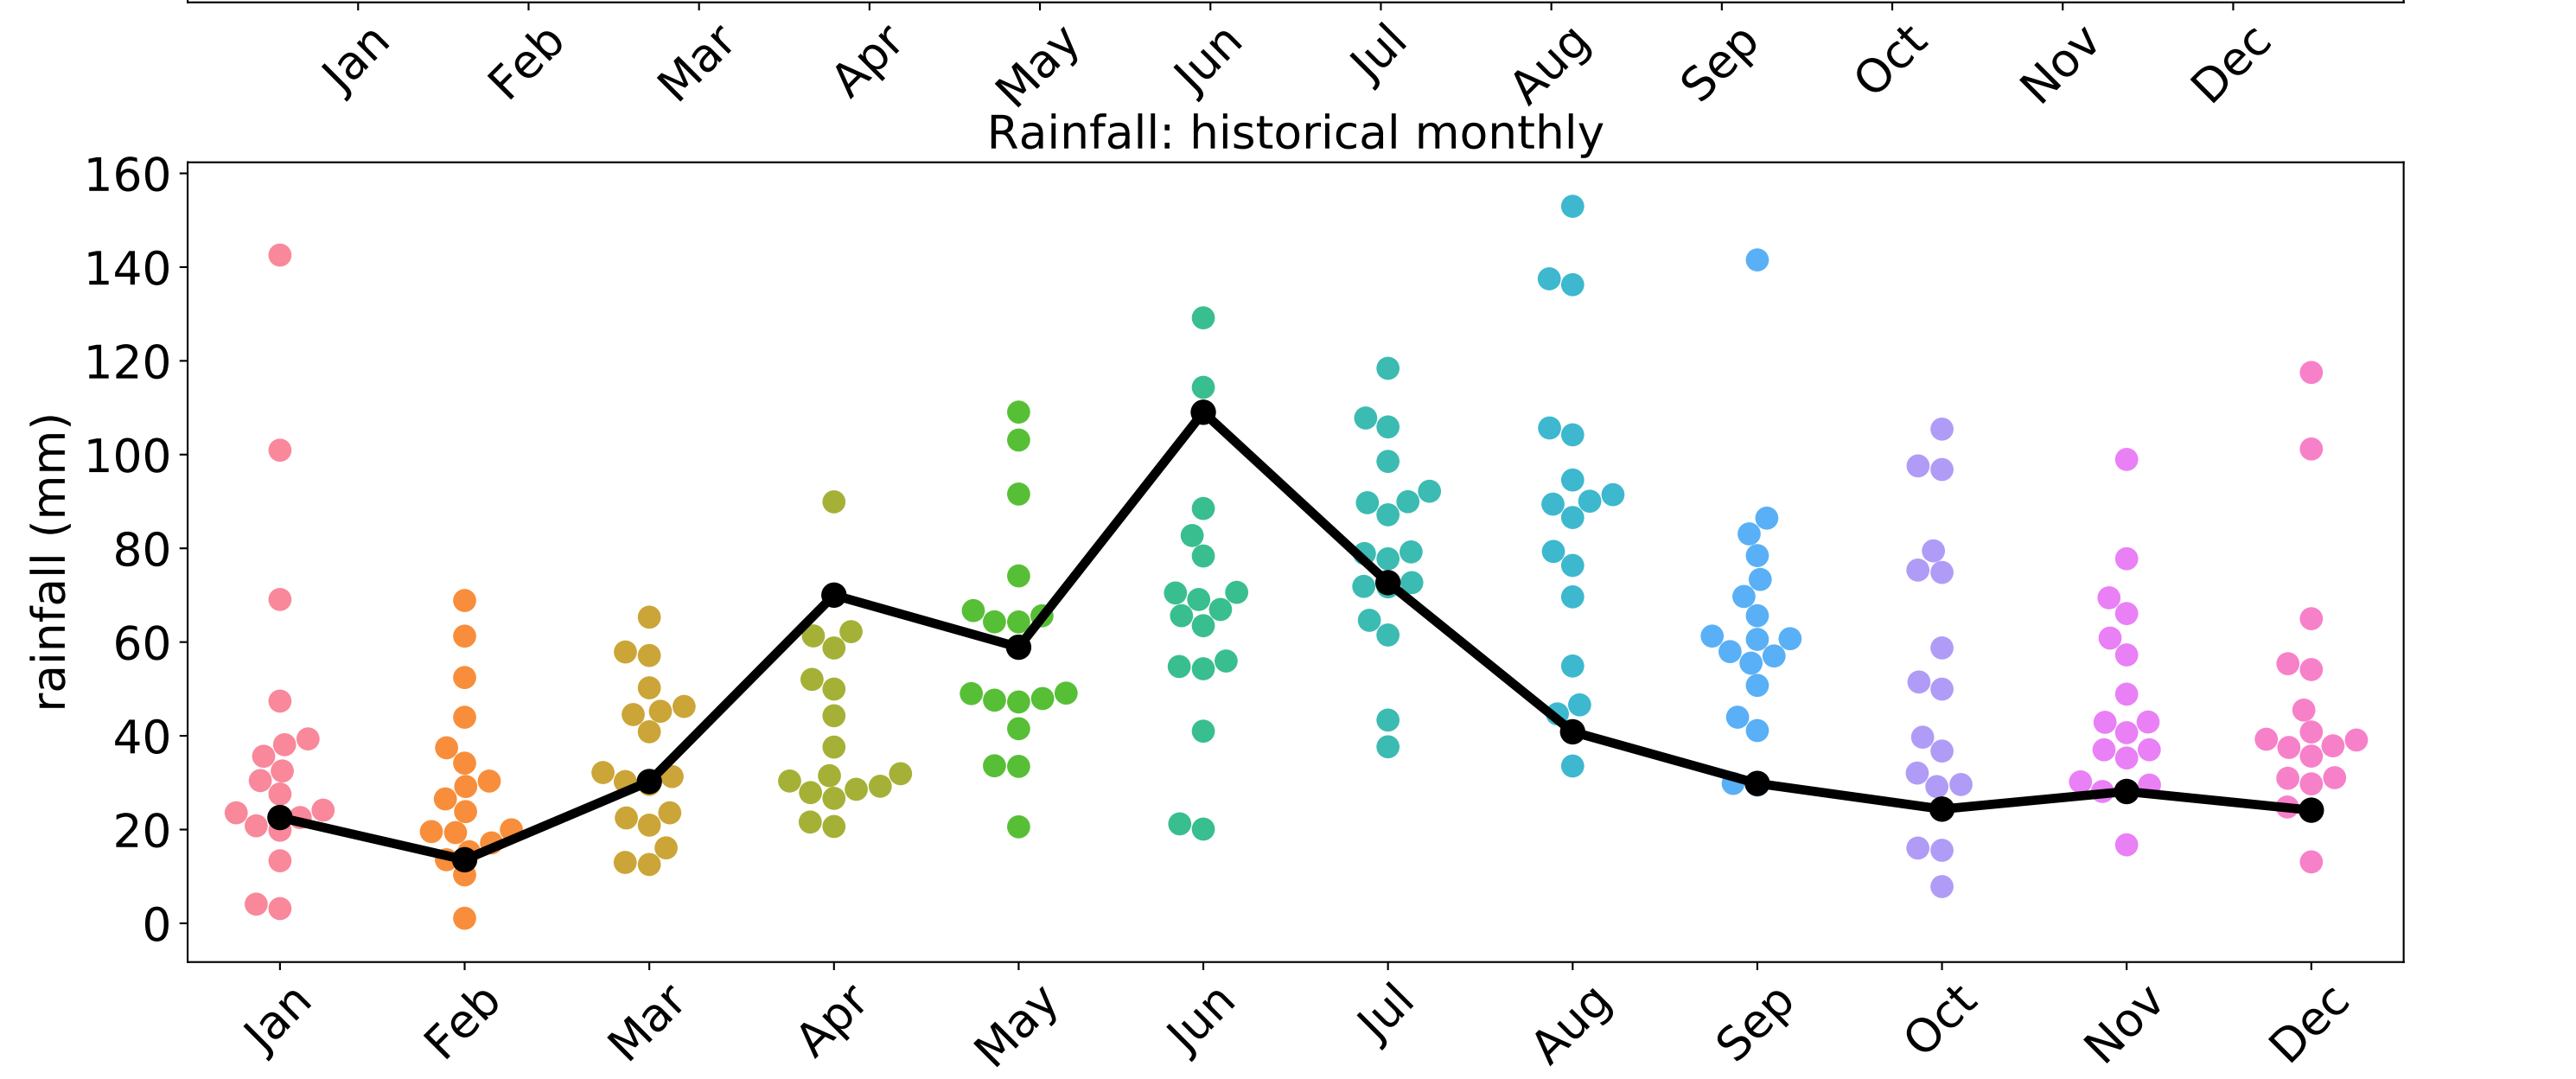 Jan Feb Mar Apr May Jun Jul Aug Sep Oct Nov Dec
Rainfall: historical monthly
160
140
120
100
80
60
40
20
0
rainfall (mm)
Jan Feb Mar Apr May Jun Jul Aug Sep Oct Nov Dec